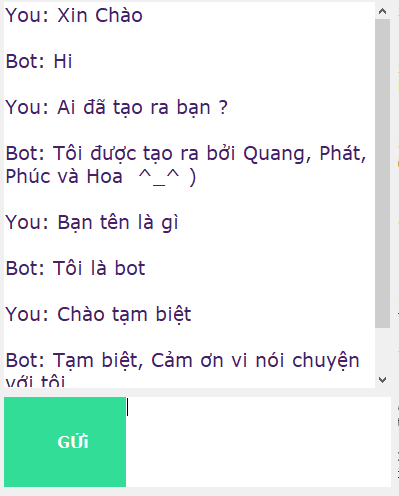 You: Xin Chào
Bot: Hi
You: Ai đã tạo ra bạn ?
Bot: Tôi được tạo ra bởi Quang, Phát,
Phúc và Hoa ^_^ )
You: Bạn tên là gì
Bot: Tôi là bot
You: Chào tạm biệt
Bot: Tạm biệt, Cảm ơn vi nói chuyện
với tôi
GỬi